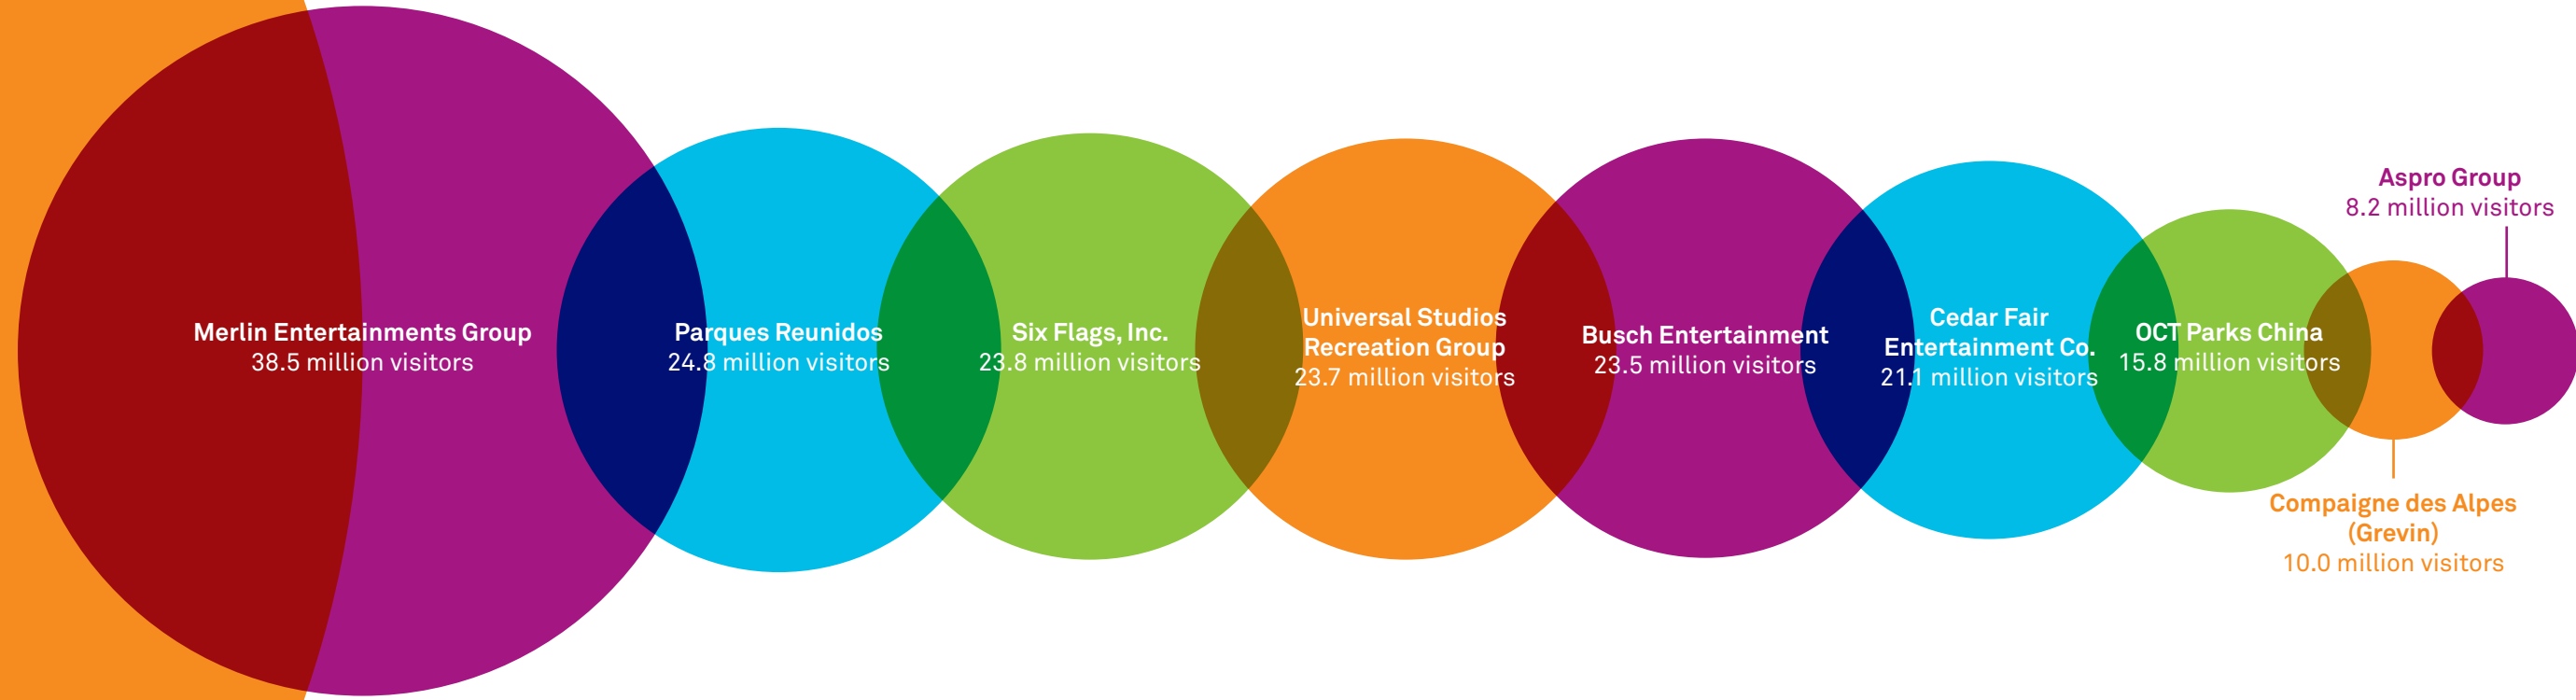 Merlin Entertainments Group
38.5 million visitors
Parques Reunidos
24.8 million visitors
Six Flags, Inc.
23.8 million visitors
Universal Studios
Recreation Group
23.7 million visitors
Busch Entertainment
23.5 million visitors
Cedar Fair
Entertainment Co.
21.1 million visitors
OCT Parks China
15.8 million visitors
Compaigne des Alpes
(Grevin)
10.0 million visitors
Aspro Group
8.2 million visitors